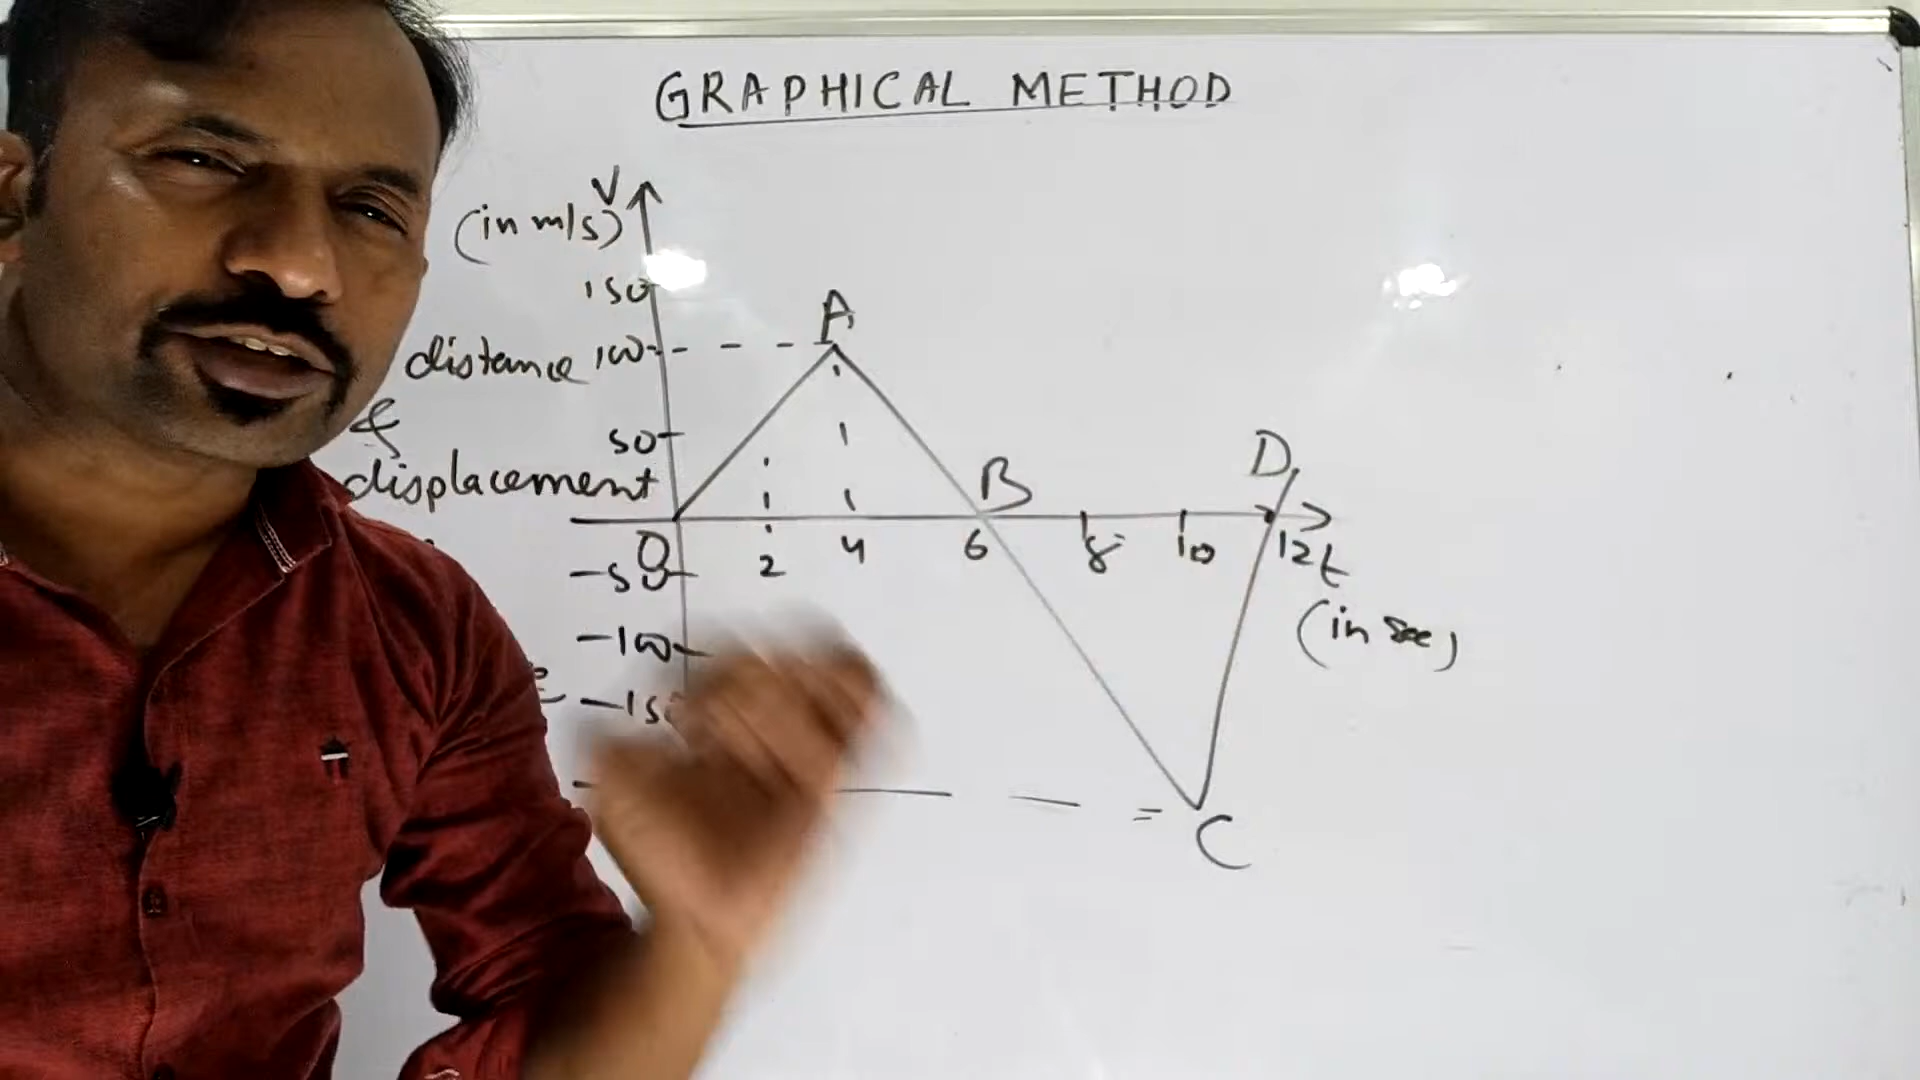 GRAPHICAL METHOD
V
(in m/s)
150
A
distance 100
&
50
displacement
B
D
O
2
4
6
8
10
12 t
-50
(in sec)
-100
-150
C